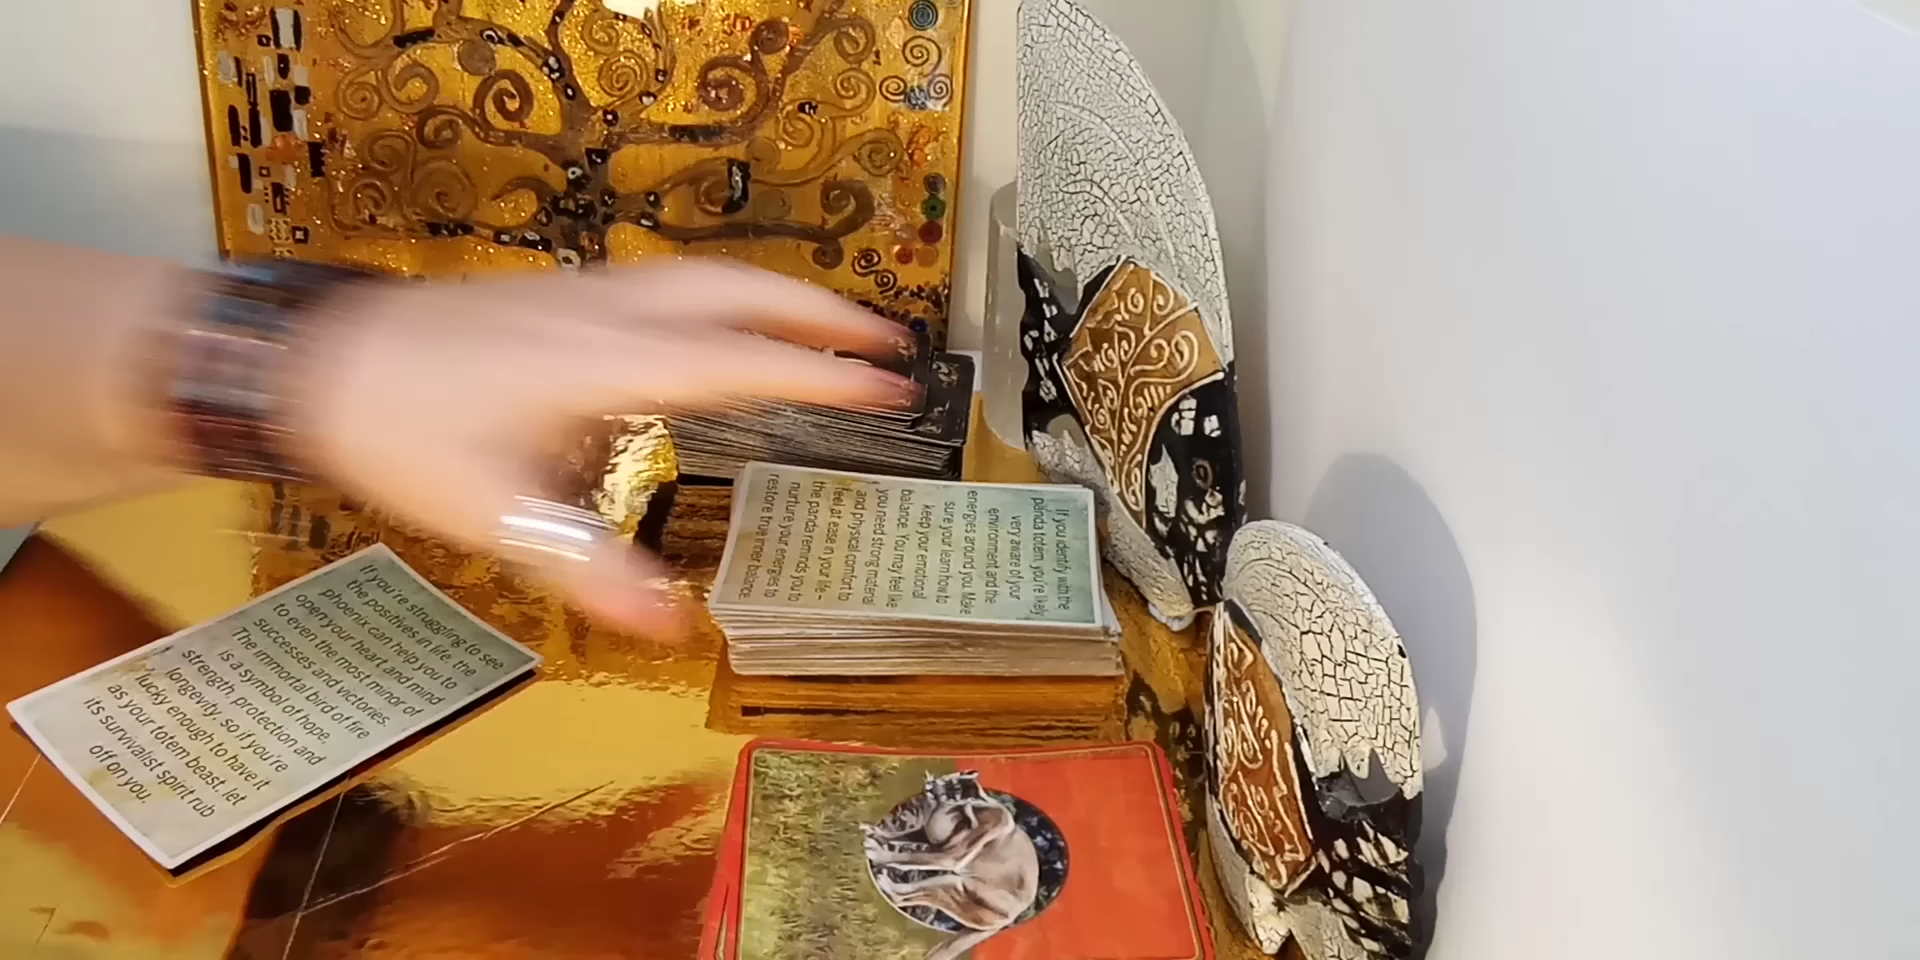 If you're struggling to see
the positives in life, the
phoenix can help you to
open your heart and mind
to even the most minor of
successes and victories.
The immortal bird of fire
is a symbol of hope,
strength, protection and
longevity, so if you're
lucky enough to have it
as your totem beast, let
its survivalist spirit rub
off on you.
If you identify with the
panda totem, you're likely
very aware of your
environment and the
energies around you. Make
sure your learn how to
keep your emotional
balance. You may feel like
you need strong material
and physical comfort to
feel at ease in your life -
the panda reminds you to
nurture your energies to
restore true inner balance.